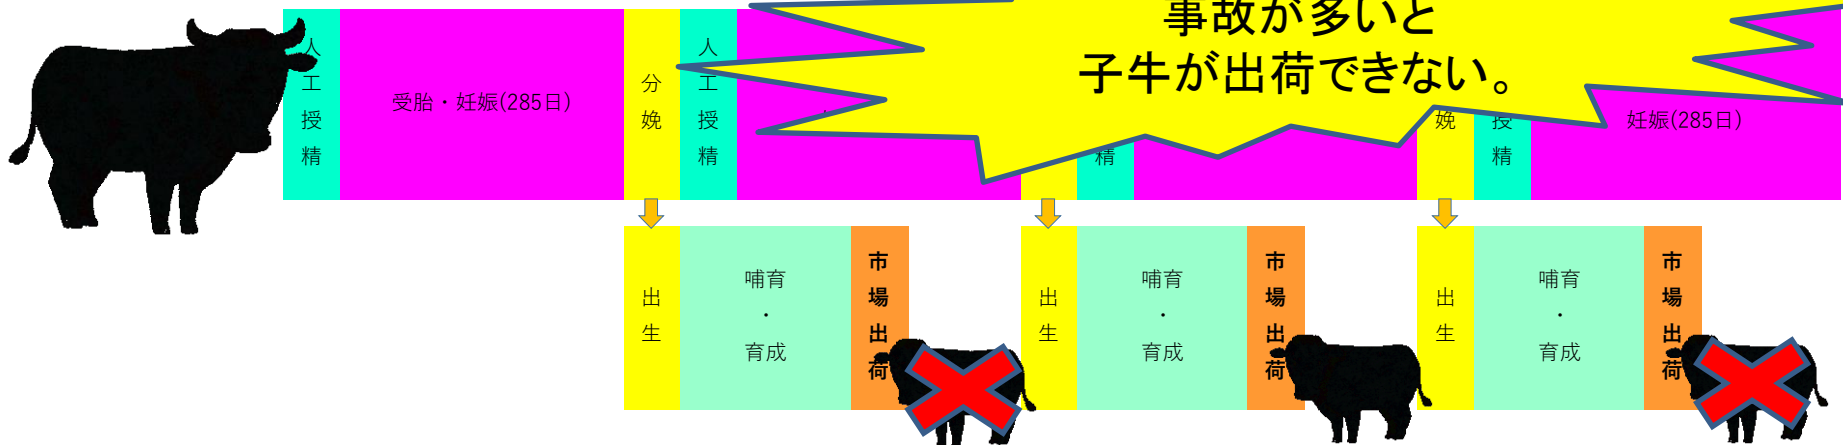 事故が多いと
子牛が出荷できない。
人工授精
受胎・妊娠(285日)
分娩
人工授精
精
娩
授精
妊娠(285日)
出生
哺育
・
育成
市場出荷
出生
哺育
・
育成
市場出荷
出生
哺育
・
育成
市場出荷